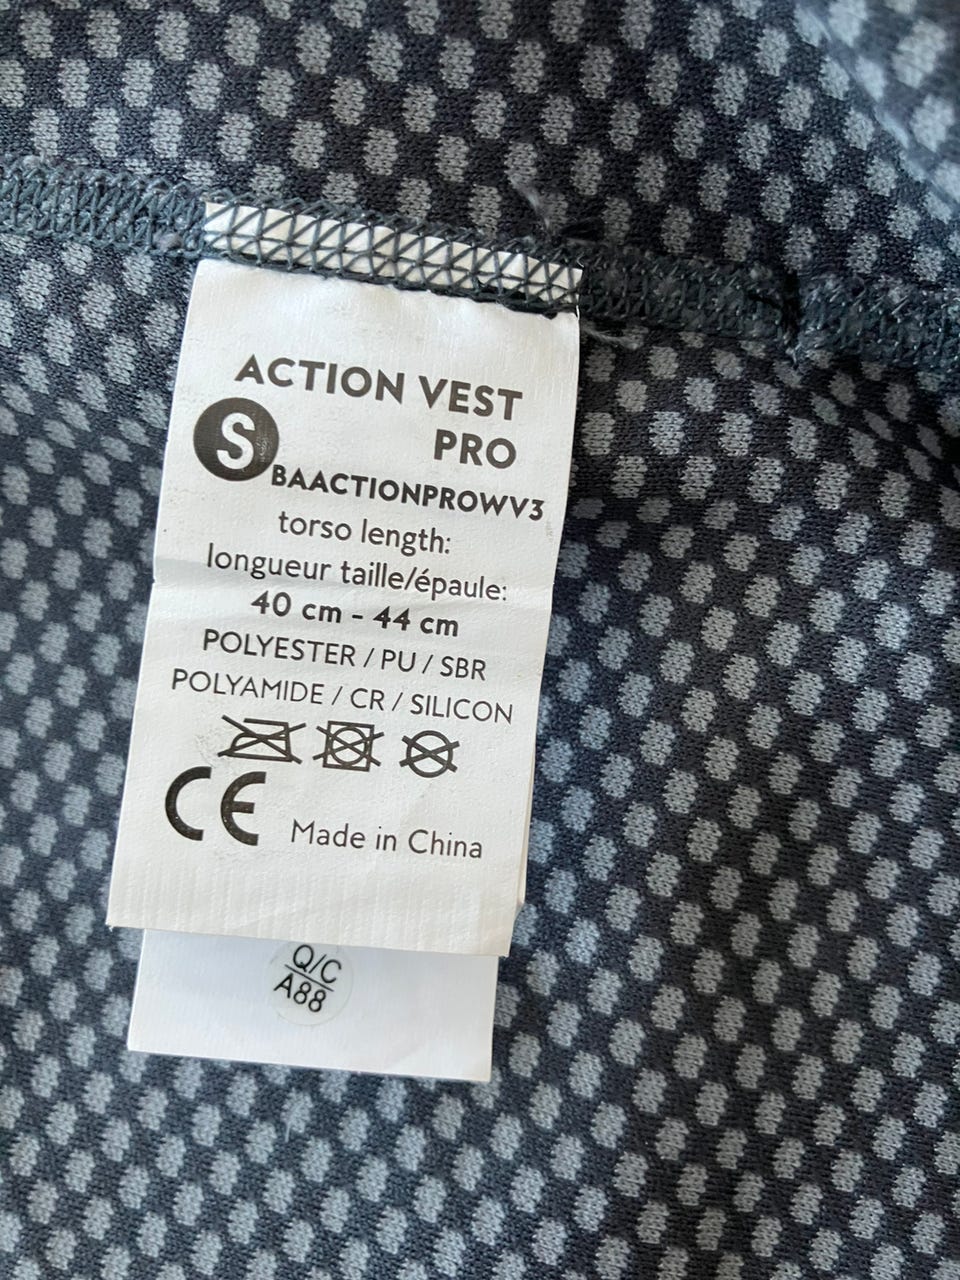 ACTION VEST
PRO
S
BAACTIONPROWV3
torso length:
longueur taille/épaule:
40 cm - 44 cm
POLYESTER / PU / SBR
POLYAMIDE / CR / SILICON
CE
Made in China
Q/C
A88